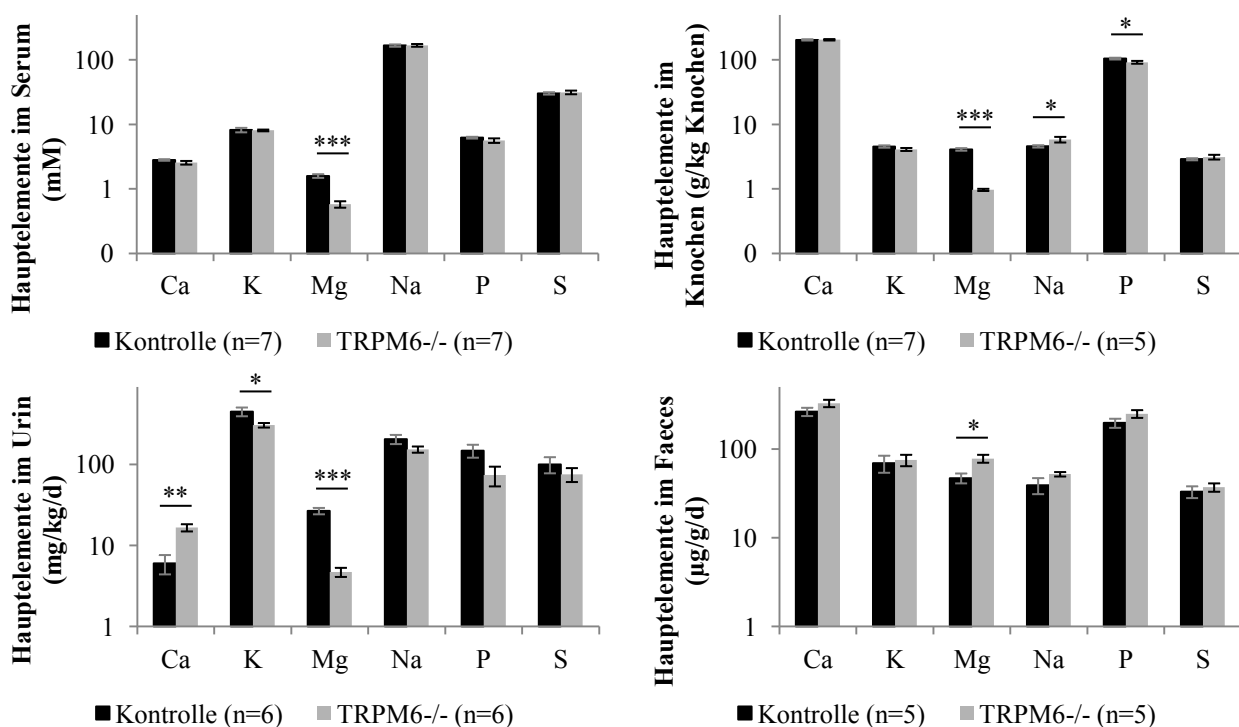 Hauptelemente im Serum
(mM)
100
10
1
0
***
Ca K Mg Na P S
Kontrolle (n=7) TRPM6-/- (n=7)
Hauptelemente im
Knochen (g/kg Knochen)
100
10
1
0
***
*
*
Ca K Mg Na P S
Kontrolle (n=7) TRPM6-/- (n=5)
Hauptelemente im Urin
(mg/kg/d)
100
10
1
**
*
***
Ca K Mg Na P S
Kontrolle (n=6) TRPM6-/- (n=6)
Hauptelemente im Faeces
(µg/g/d)
100
10
1
*
Ca K Mg Na P S
Kontrolle (n=5) TRPM6-/- (n=5)